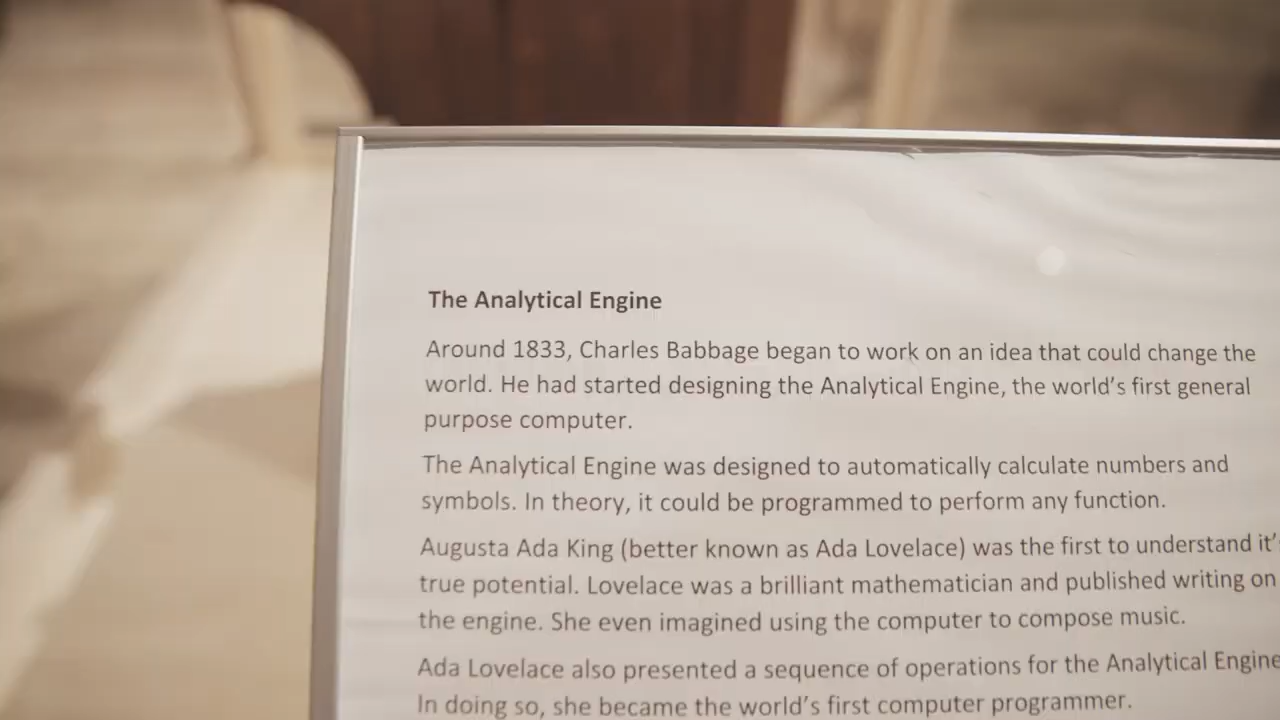 The Analytical Engine
Around 1833, Charles Babbage began to work on an idea that could change the
world. He had started designing the Analytical Engine, the world's first general
purpose computer.
The Analytical Engine was designed to automatically calculate numbers and
symbols. In theory, it could be programmed to perform any function.
Augusta Ada King (better known as Ada Lovelace) was the first to understand it'
true potential. Lovelace was a brilliant mathematician and published writing on
the engine. She even imagined using the computer to compose music.
Ada Lovelace also presented a sequence of operations for the Analytical Engine
In doing so, she became the world's first computer programmer.